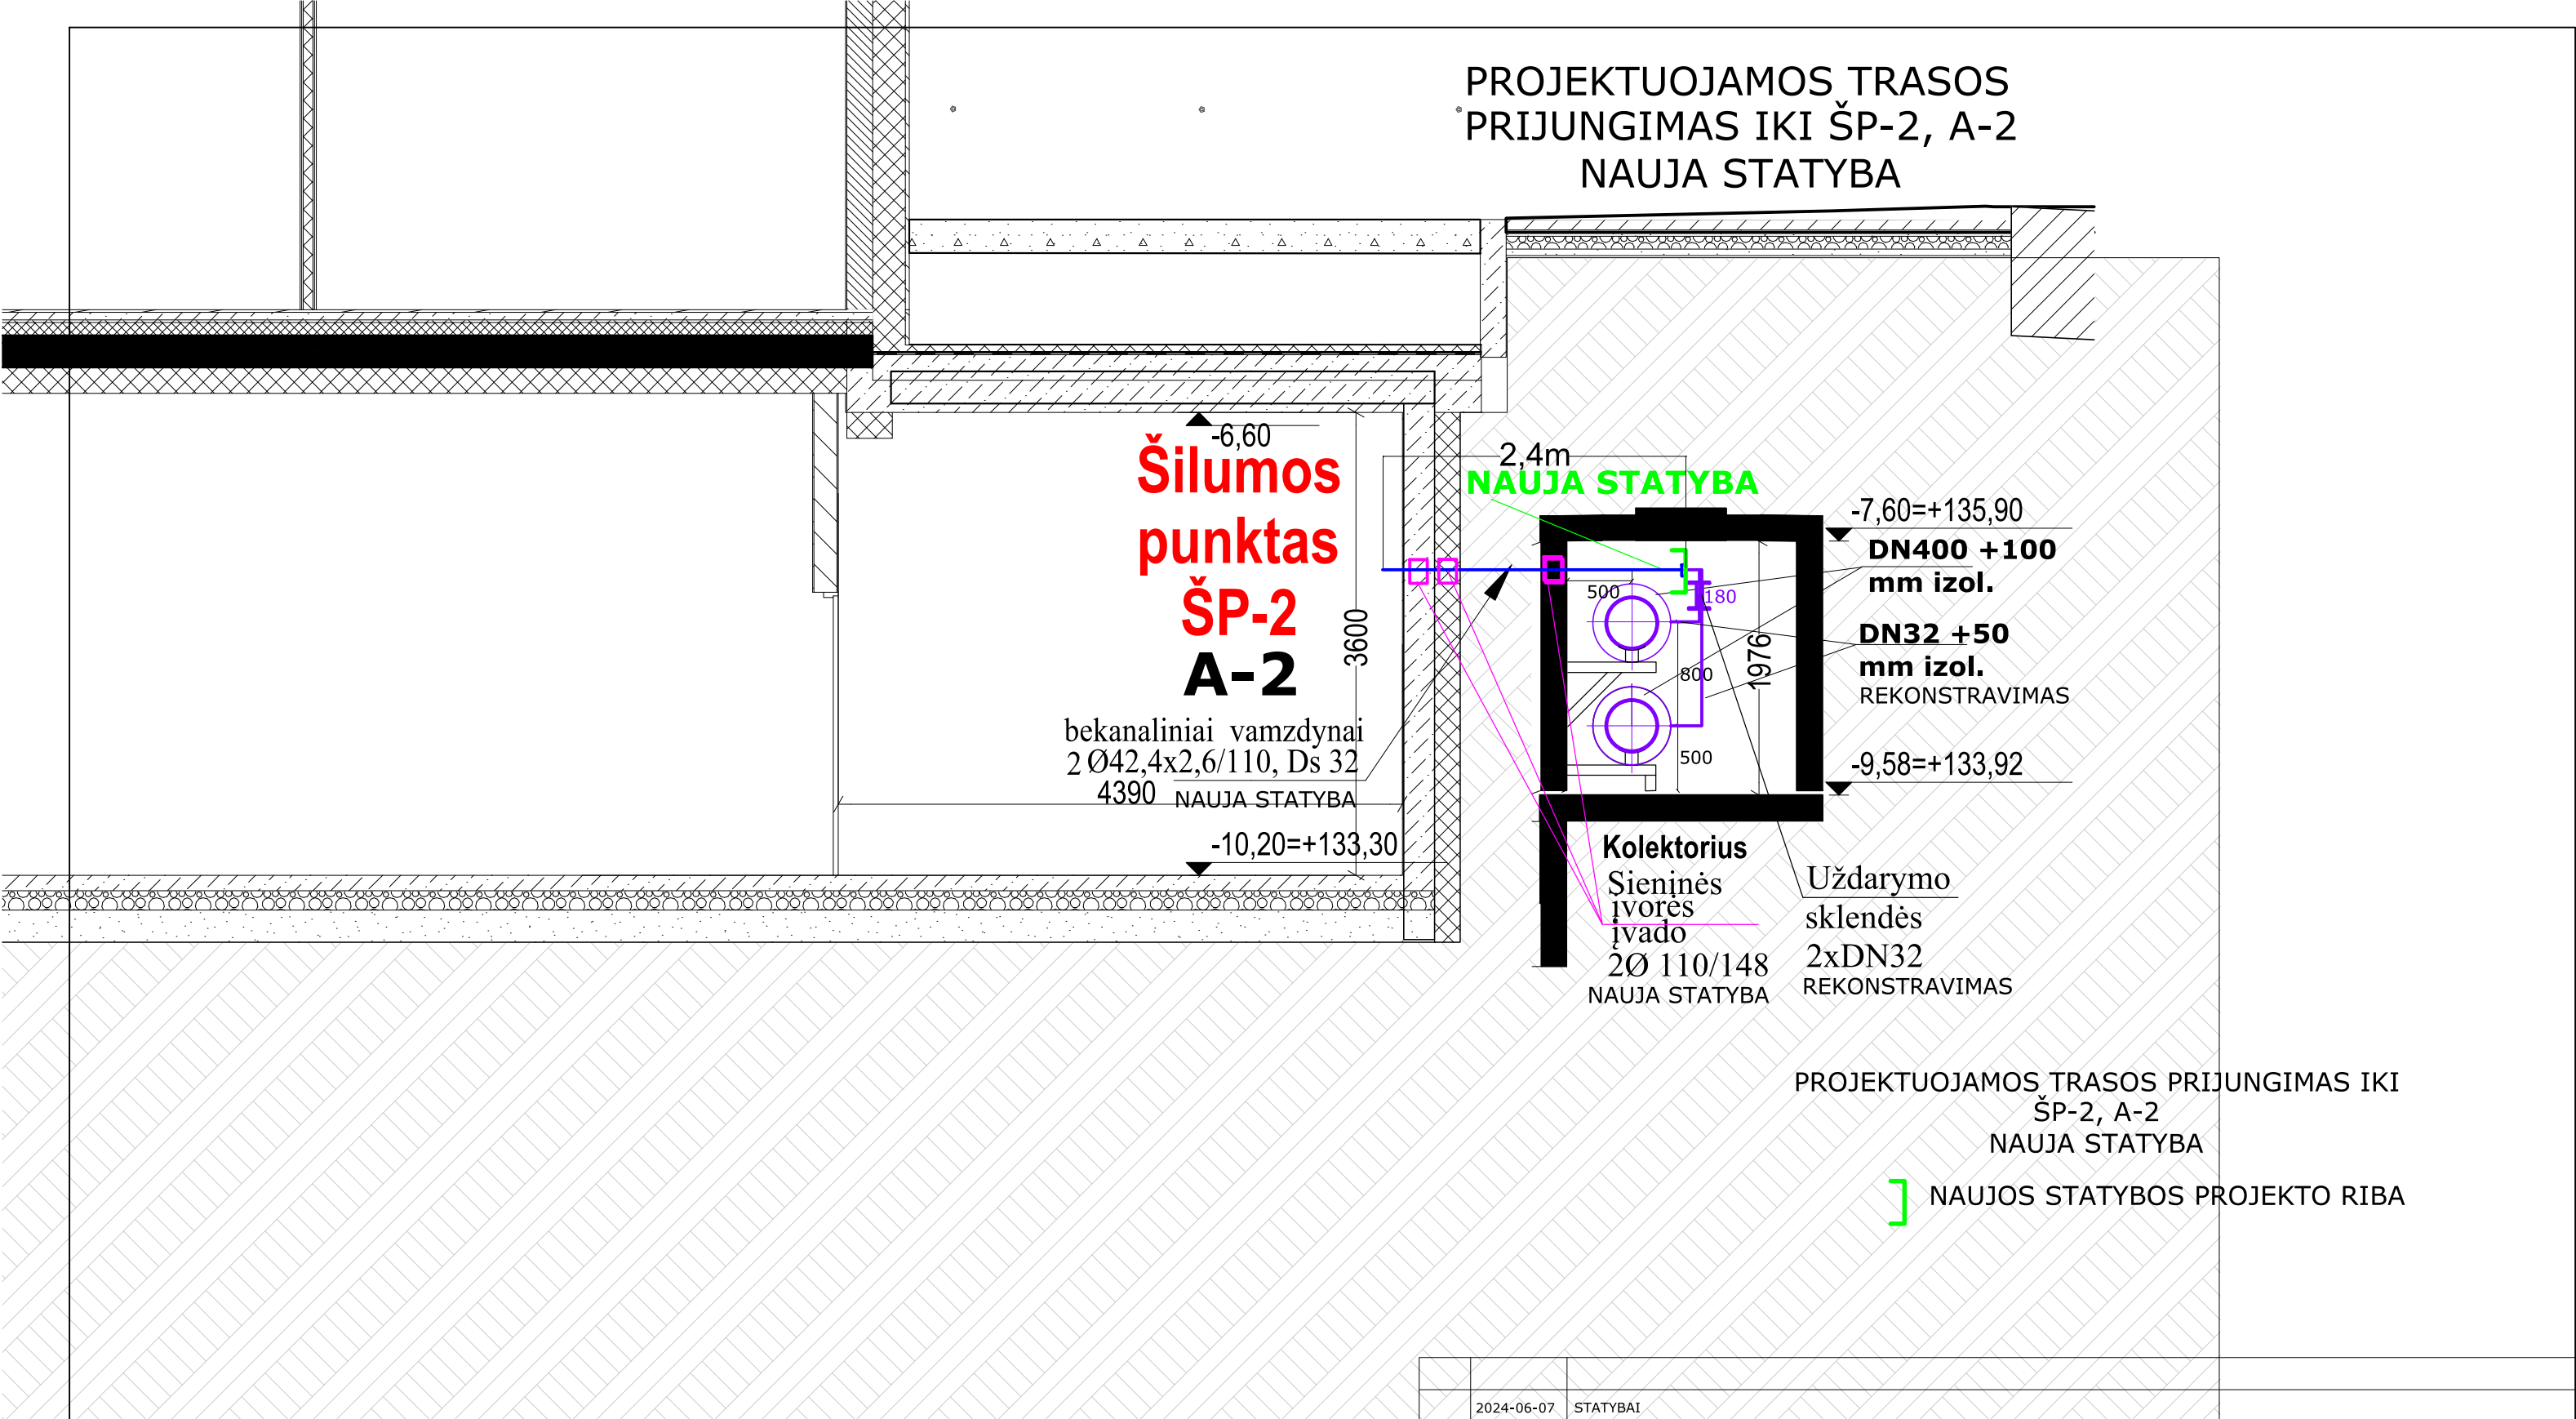 PROJEKTUOJAMOS TRASOS
PRIJUNGIMAS IKI ŠP-2, A-2
NAUJA STATYBA
-6,60
Šilumos
punktas
ŠP-2
A-2
3600
bekanaliniai vamzdynai
2 Ø42,4x2,6/110, Ds 32
4390
NAUJA STATYBA
-10,20=+133,30
2,4m
NAUJA STATYBA
-7,60=+135,90
DN400 +100
mm izol.
500
180
DN32 +50
mm izol.
REKONSTRAVIMAS
800
1976
500
-9,58=+133,92
Kolektorius
Sieninės
įvorės
įvado
2Ø 110/148
NAUJA STATYBA
Uždarymo
sklendės
2xDN32
REKONSTRAVIMAS
PROJEKTUOJAMOS TRASOS PRIJUNGIMAS IKI
ŠP-2, A-2
NAUJA STATYBA
NAUJOS STATYBOS PROJEKTO RIBA
2024-06-07 STATYBAI